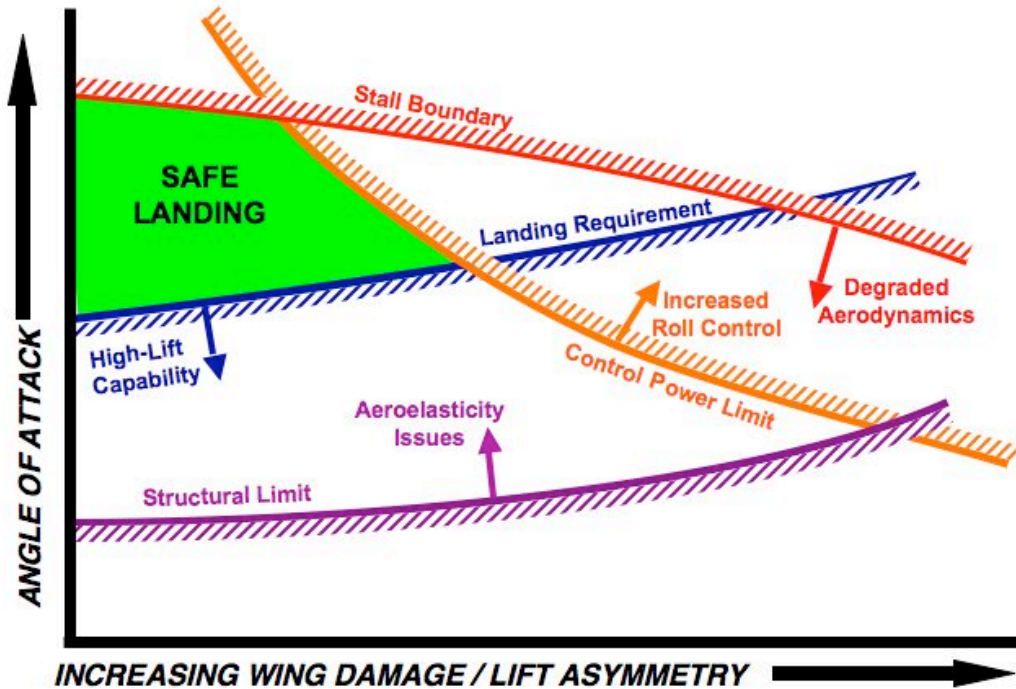 Stall Boundary
SAFE
LANDING
Landing Requirement
Increased
Roll Control
Degraded
Aerodynamics
High-Lift
Capability
Control Power Limit
Aeroelasticity
Issues
Structural Limit
ANGLE OF ATTACK
INCREASING WING DAMAGE / LIFT ASYMMETRY